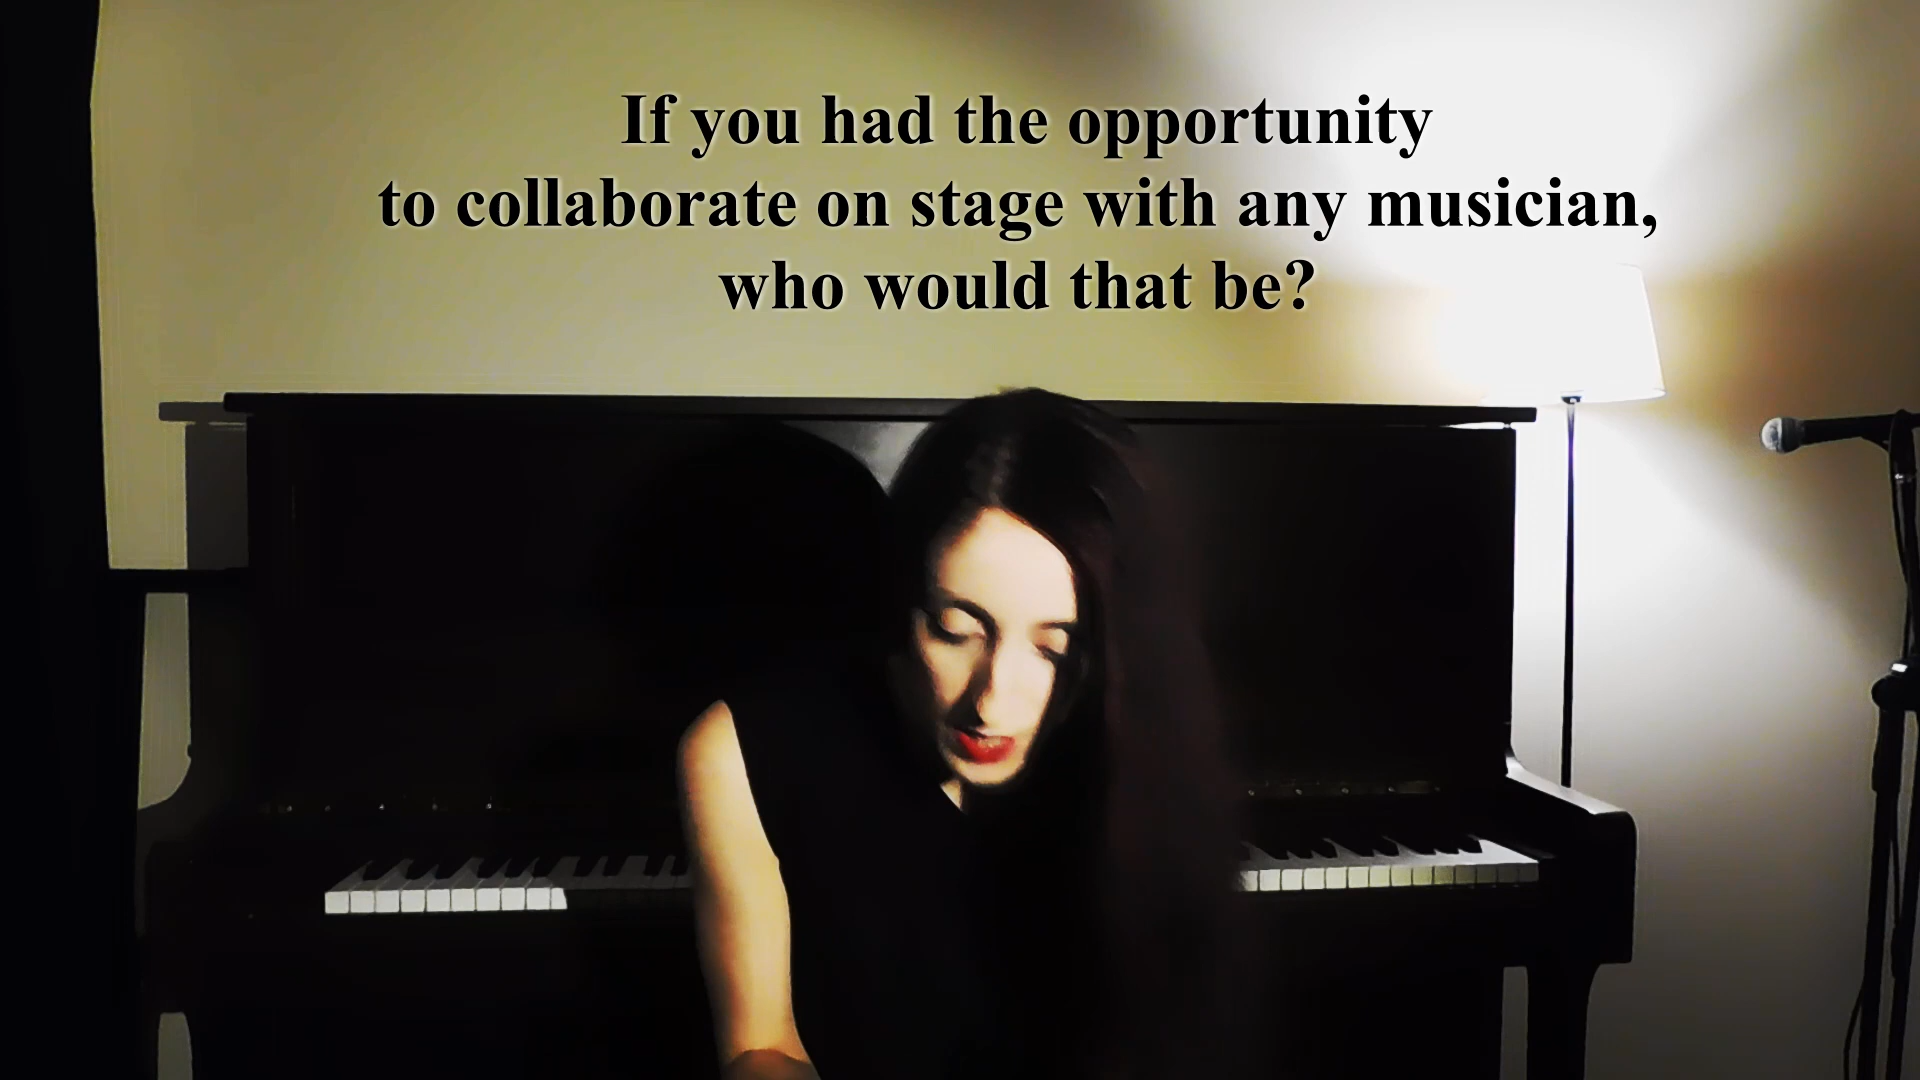 If you had the opportunity
to collaborate on stage with any musician,
who would that be?